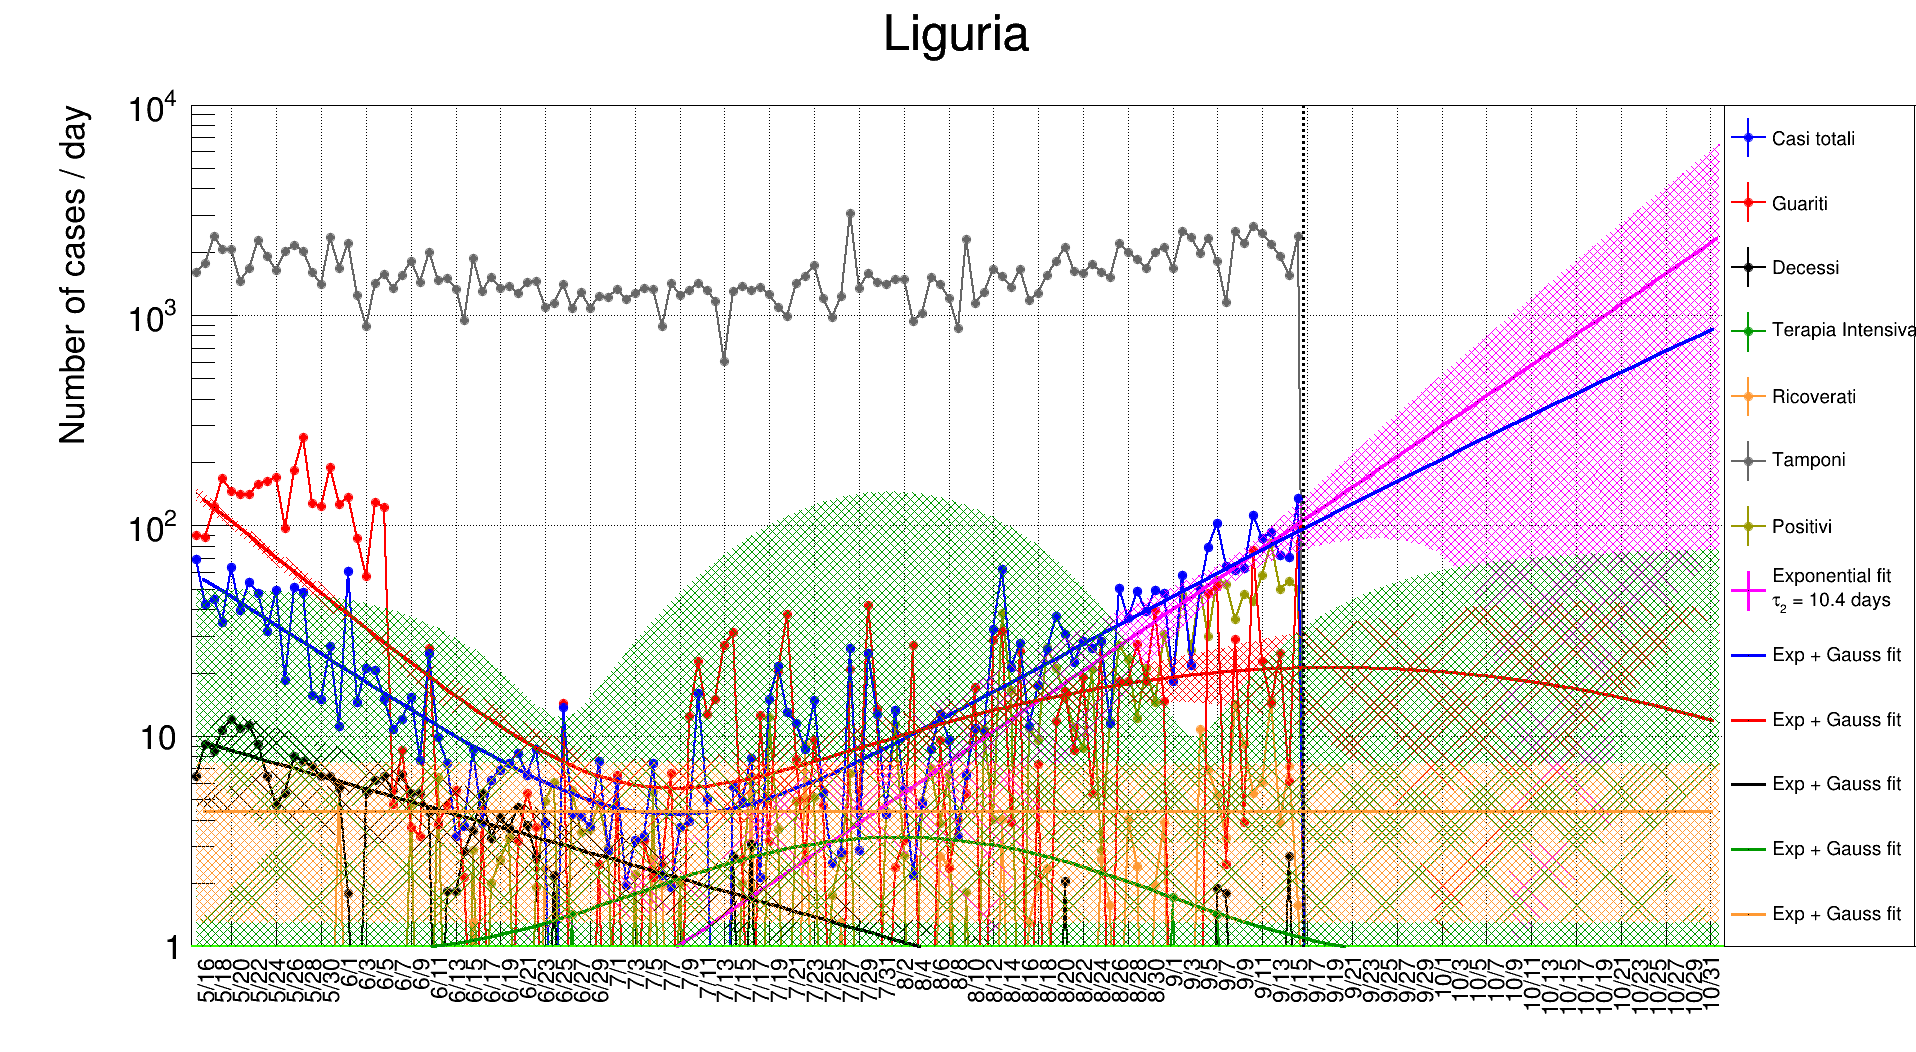 Liguria
Number of cases / day
10^4
10^3
10^2
10
1
5/16 5/18 5/20 5/22 5/24 5/26 5/28 5/30 6/1 6/3 6/5 6/7 6/9 6/11 6/13 6/15 6/17 6/19 6/21 6/23 6/25 6/27 6/29 7/1 7/3 7/5 7/7 7/9 7/11 7/13 7/15 7/17 7/19 7/21 7/23 7/25 7/27 7/29 7/31 8/2 8/4 8/6 8/8 8/10 8/12 8/14 8/16 8/18 8/20 8/22 8/24 8/26 8/28 8/30 9/1 9/3 9/5 9/7 9/9 9/11 9/13 9/15 9/17 9/19 9/21 9/23 9/25 9/27 9/29 10/1 10/3 10/5 10/7 10/9 10/11 10/13 10/15 10/17 10/19 10/21 10/23 10/25 10/27 10/29 10/31
Casi totali
Guariti
Decessi
Terapia Intensiva
Ricoverati
Tamponi
Positivi
Exponential fit
τ₂ = 10.4 days
Exp + Gauss fit
Exp + Gauss fit
Exp + Gauss fit
Exp + Gauss fit
Exp + Gauss fit